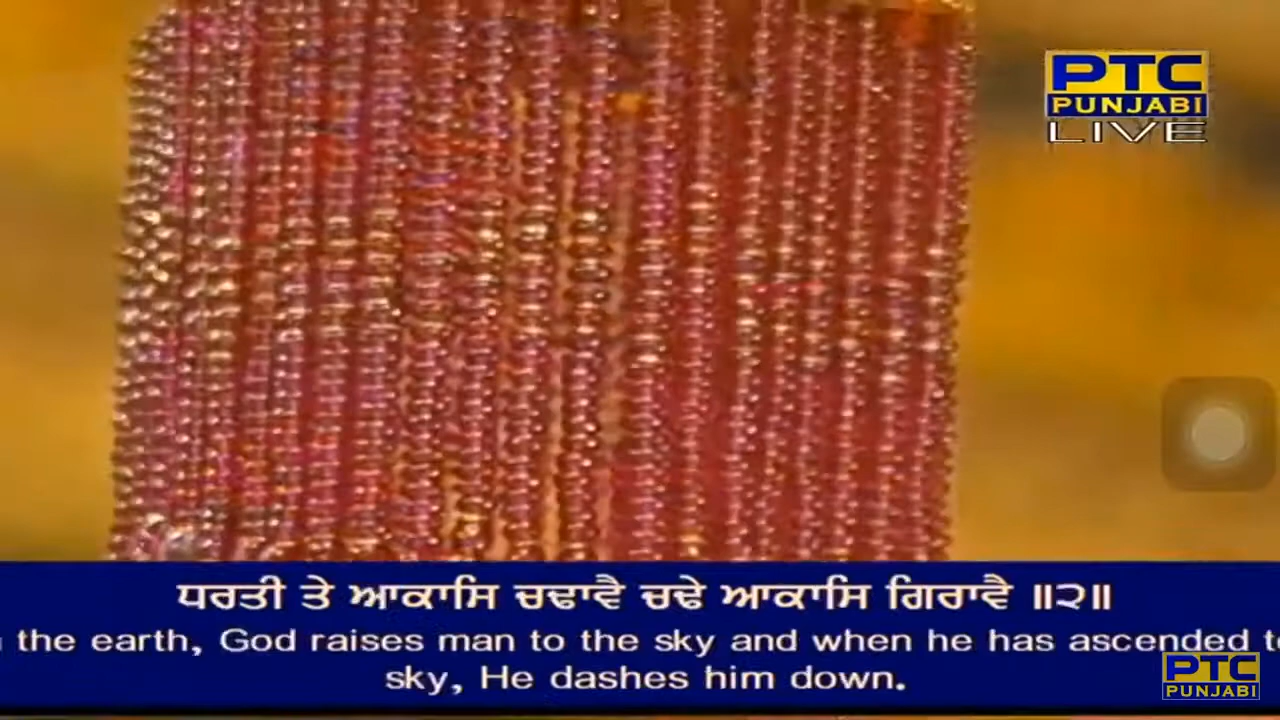 PTC
PUNJABI
LIVE
ਧਰਤੀ ਤੇ ਆਕਾਸਿ ਚਢਾਵੈ ਚਢੇ ਆਕਾਸਿ ਗਿਰਾਵੈ ॥੨॥
the earth, God raises man to the sky and when he has ascended to
sky, He dashes him down.
PTC
PUNJABI